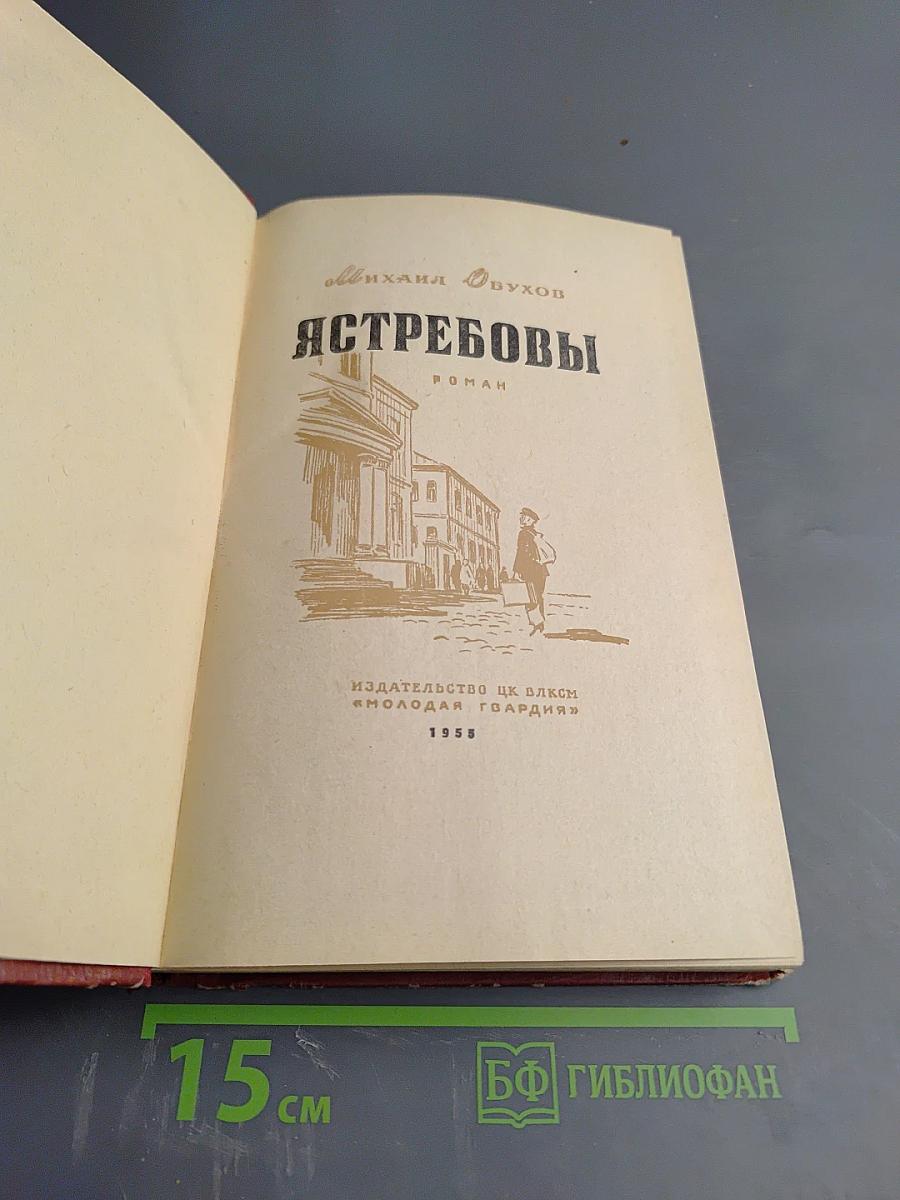 Михаил Обухов
ЯСТРЕБОВЫ
РОМАН
ИЗДАТЕЛЬСТВО ЦК ВЛКСМ
«МОЛОДАЯ ГВАРДИЯ»
1955
15 см
БФ ГИБЛИОФАН